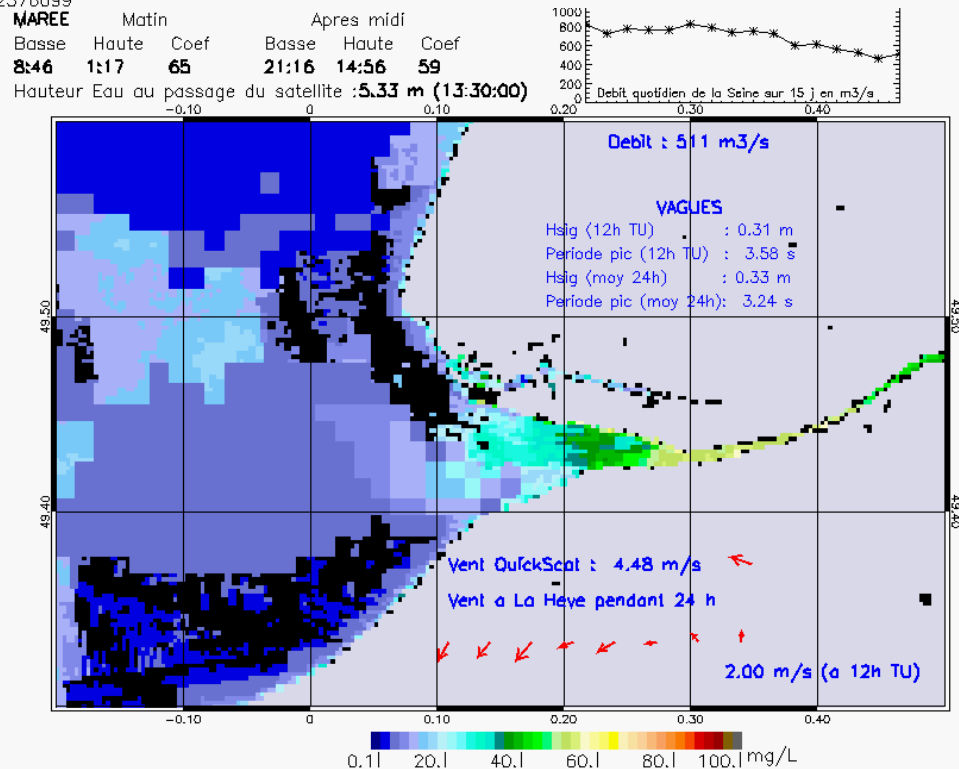 MAREE Matin Apres midi
Basse Haute Coef Basse Haute Coef
8:46 1:17 65 21:16 14:56 59
Hauteur Eau au passage du satellite :5.33 m (13:30:00)
1000
800
600
400
200
0
Debit quotidien de la Seine sur 15 j en m3/s
-0.10 0 0.10 0.20 0.30 0.40
Debit : 511 m3/s
VAGUES
Hsig (12h TU) : 0.31 m
Periode pic (12h TU) : 3.58 s
Hsig (moy 24h) : 0.33 m
Periode pic (moy 24h): 3.24 s
49.50 49.50
49.40 49.40
Vent QuickScat : 4.48 m/s
Vent a La Heve pendant 24 h
2.00 m/s (a 12h TU)
-0.10 0 0.10 0.20 0.30 0.40
0.1 20. 40. 60. 80. 100. mg/L